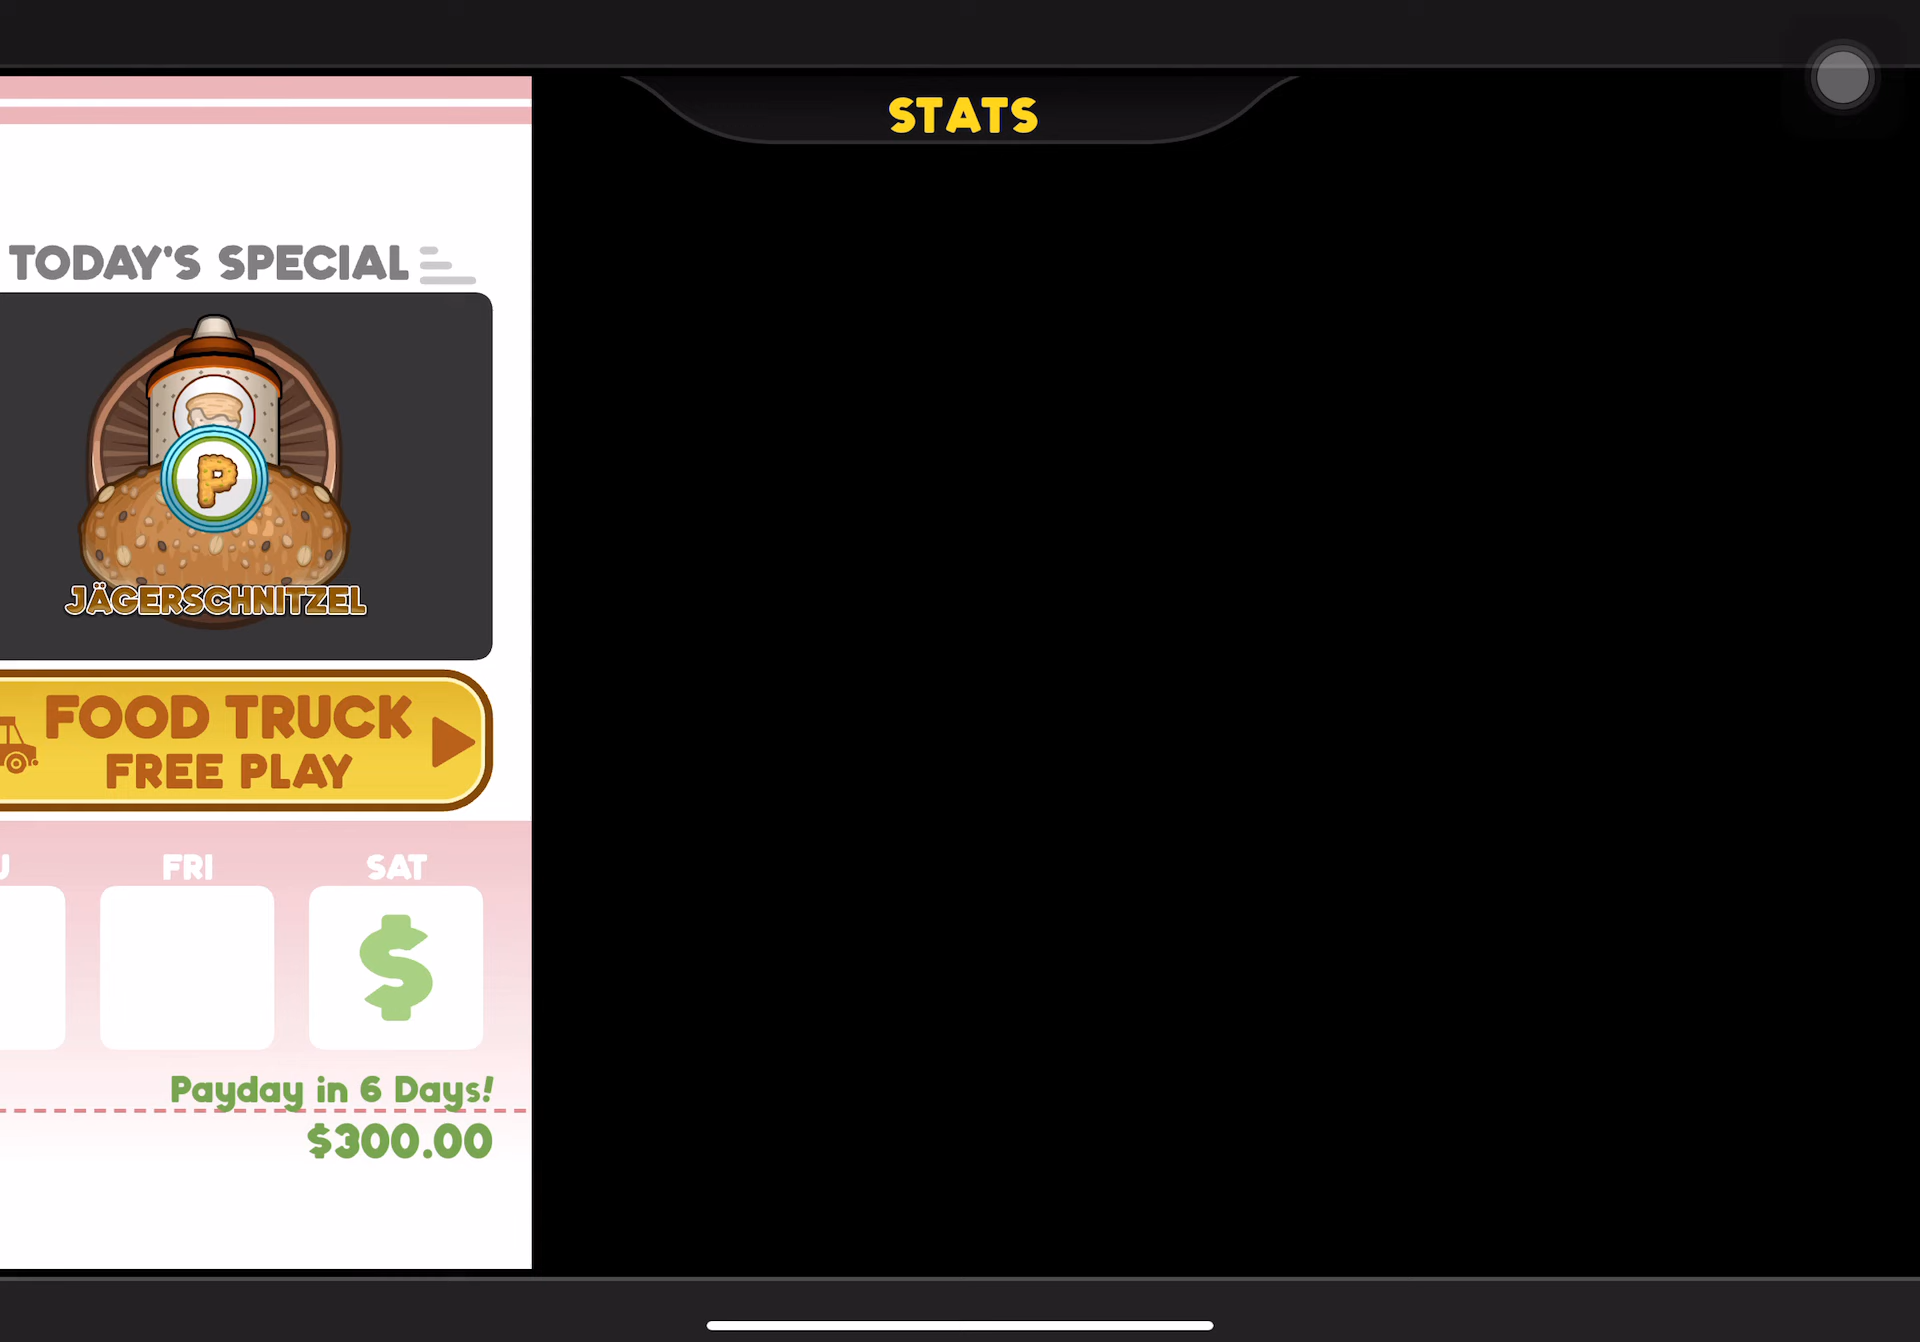 STATS
TODAY'S SPECIAL
P
JÄGERSCHNITZEL
FOOD TRUCK
FREE PLAY
FRI
SAT
$
Payday in 6 Days!
$300.00